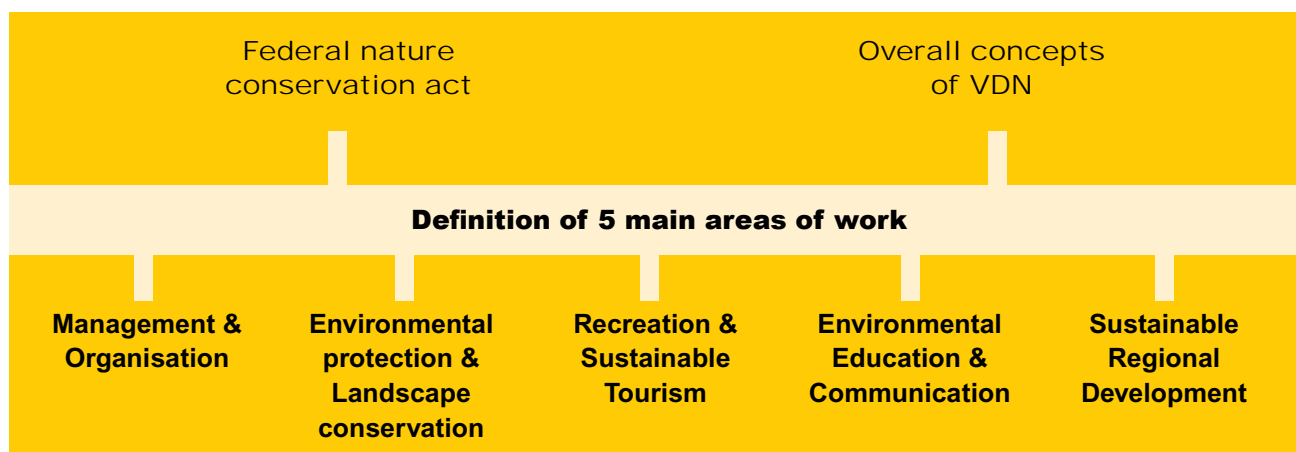 Federal nature
conservation act
Overall concepts
of VDN
Definition of 5 main areas of work
Management &
Organisation
Environmental
protection &
Landscape
conservation
Recreation &
Sustainable
Tourism
Environmental
Education &
Communication
Sustainable
Regional
Development